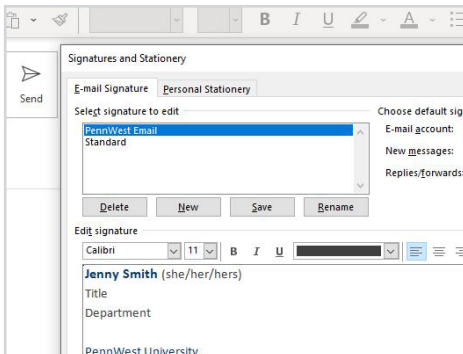 B I U A
Signatures and Stationery
Send
E-mail Signature Personal Stationery
Select signature to edit
Choose default sig
PennWest Email
Standard
E-mail account:
New messages:
Replies/forwards:
Delete New Save Rename
Edit signature
Calibri 11 B I U
Jenny Smith (she/her/hers)
Title
Department
PennWest University